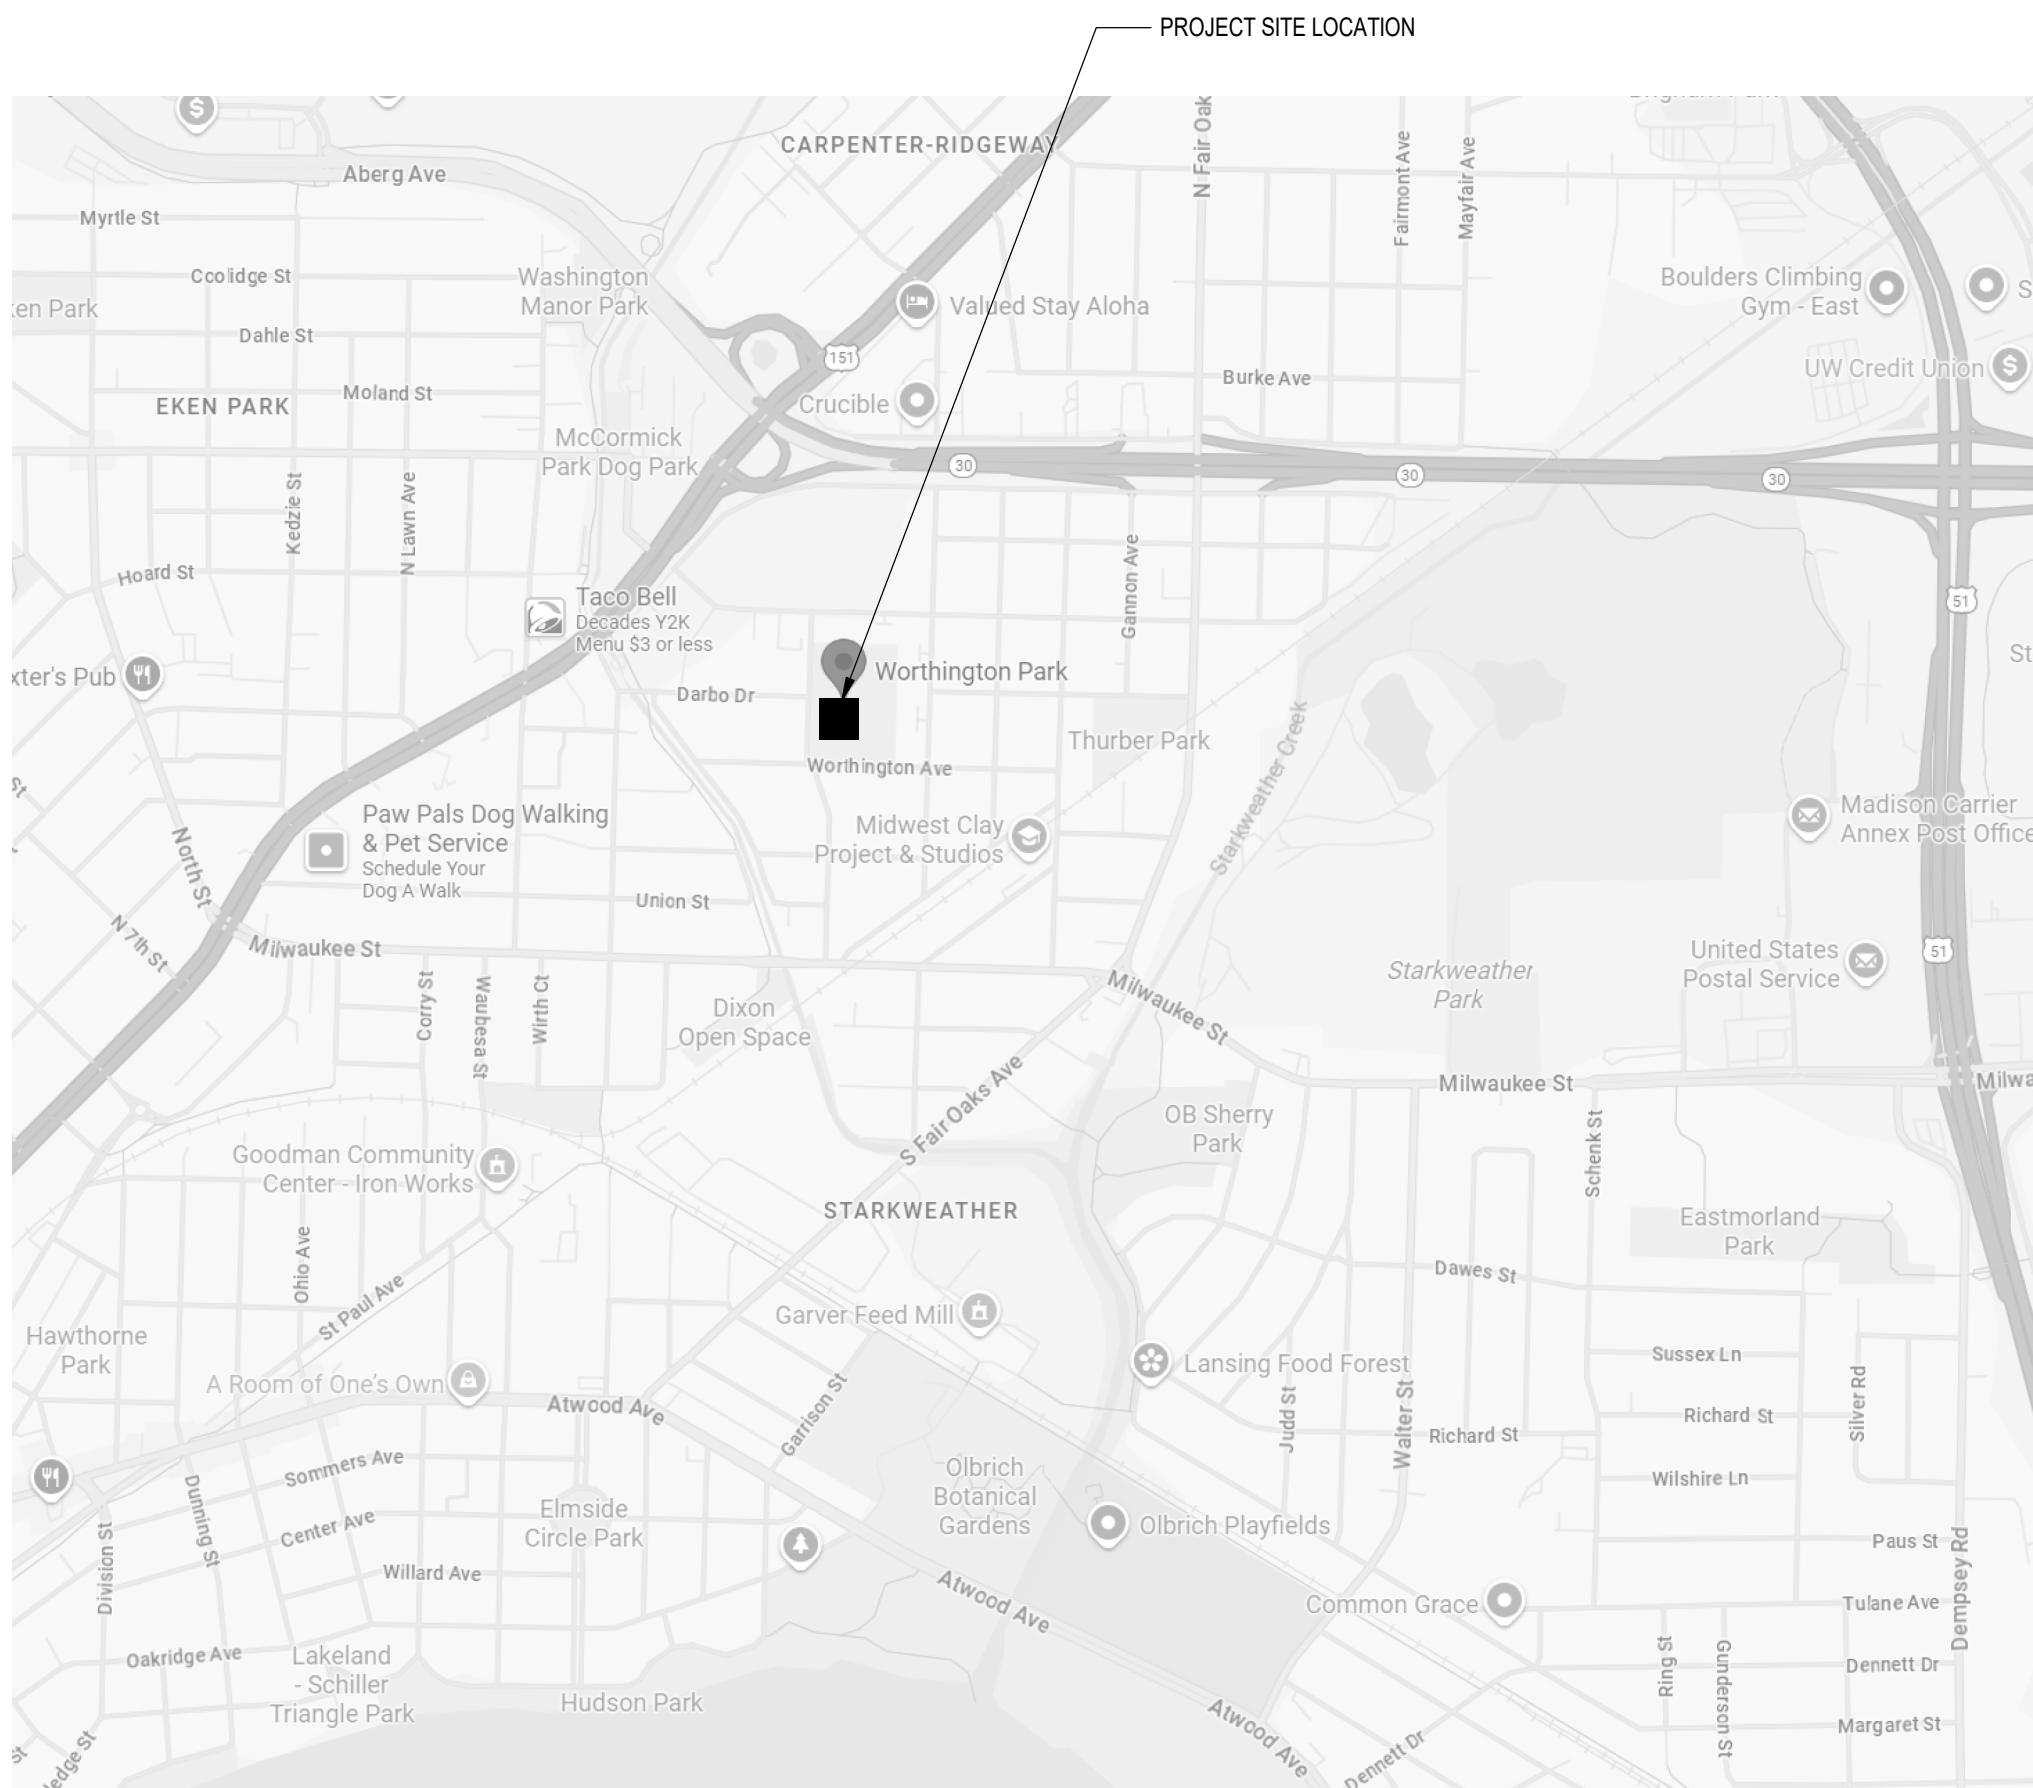 PROJECT SITE LOCATION
CARPENTER-RIDGEWAY
N Fair Oak
Fairmont Ave
Mayfair Ave
Aberg Ave
Myrtle St
Coolidge St
Washington
Manor Park
Boulders Climbing
Gym - East
ken Park
Valued Stay Aloha
Dahle St
151
UW Credit Union
Burke Ave
Moland St
EKEN PARK
Crucible
McCormick
Park Dog Park
30
30
30
Kedzie St
N Lawn Ave
Gannon Ave
Hoard St
Taco Bell
Decades Y2K
Menu $3 or less
51
xter's Pub
Worthington Park
St
Darbo Dr
Thurber Park
Starkweather Creek
Worthington Ave
St
Paw Pals Dog Walking
& Pet Service
Schedule Your
Dog A Walk
Midwest Clay
Project & Studios
Madison Carrier
Annex Post Office
North St
Union St
N 7th St
Milwaukee St
51
United States
Postal Service
Starkweather
Park
Milwaukee St
Corry St
Waubesa St
Wirth Ct
Dixon
Open Space
Milwaukee St
Milwa
S Fair Oaks Ave
OB Sherry
Park
Schenk St
Goodman Community
Center - Iron Works
STARKWEATHER
Eastmorland
Park
Ohio Ave
St Paul Ave
Dawes St
Garver Feed Mill
Hawthorne
Park
Sussex Ln
Lansing Food Forest
A Room of One's Own
Atwood Ave
Garrison St
Judd St
Walter St
Richard St
Richard St
Silver Rd
Sommers Ave
Wilshire Ln
Olbrich
Botanical
Gardens
Dunning St
Elmside
Circle Park
Center Ave
Olbrich Playfields
Paus St
Division St
Willard Ave
Atwood Ave
Common Grace
Tulane Ave
Dempsey Rd
Oakridge Ave
Lakeland
- Schiller
Triangle Park
Ring St
Gunderson St
Dennett Dr
Hudson Park
Atwood Ave
Margaret St
Dennett Dr
St
ledge St